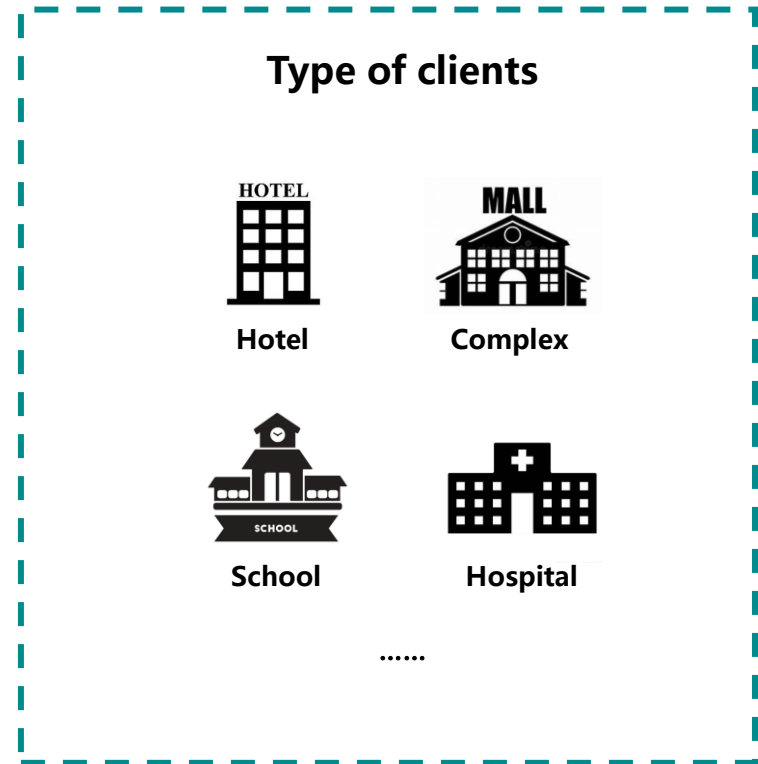 Type of clients
HOTEL
MALL
Hotel
Complex
SCHOOL
School
Hospital
......